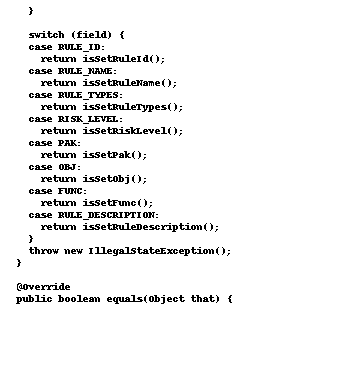 }
switch (field) {
case RULE_ID:
return isSetRuleId();
case RULE_NAME:
return isSetRuleName();
case RULE_TYPES:
return isSetRuleTypes();
case RISK_LEVEL:
return isSetRiskLevel();
case PAK:
return isSetPak();
case OBJ:
return isSetObj();
case FUNC:
return isSetFunc();
case RULE_DESCRIPTION:
return isSetRuleDescription();
}
throw new IllegalStateException();
}
@Override
public boolean equals(Object that) {